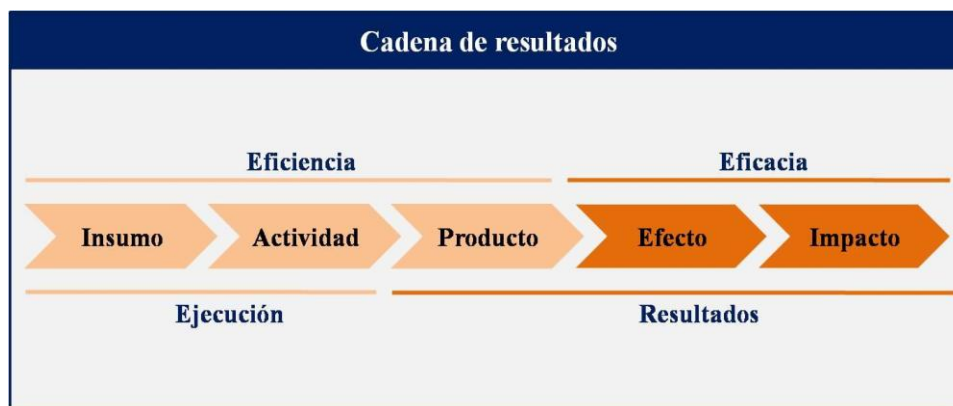 Cadena de resultados
Eficiencia Eficacia
Insumo Actividad Producto Efecto Impacto
Ejecución Resultados